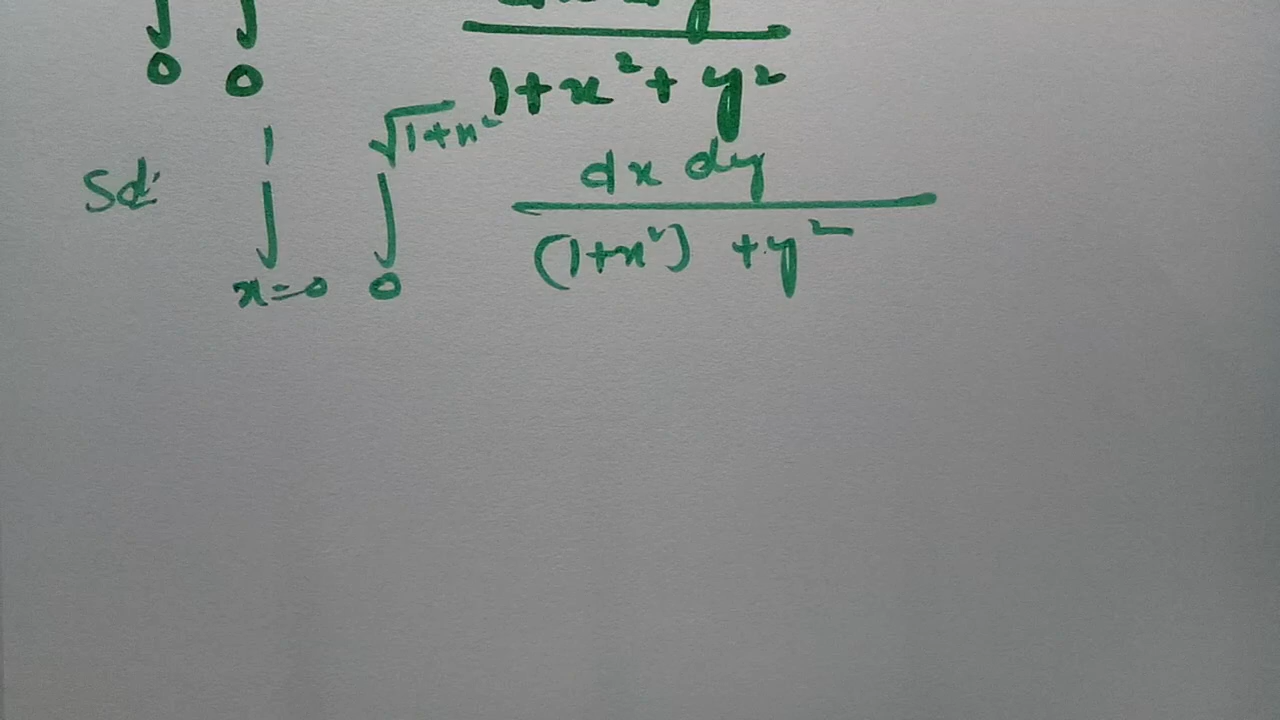 ∫₀ ∫₀ ———
1+x²+y²
Sol: ∫_{x=0}^{1} ∫_{0}^{√1+x²} dx dy / (1+x²) +y²